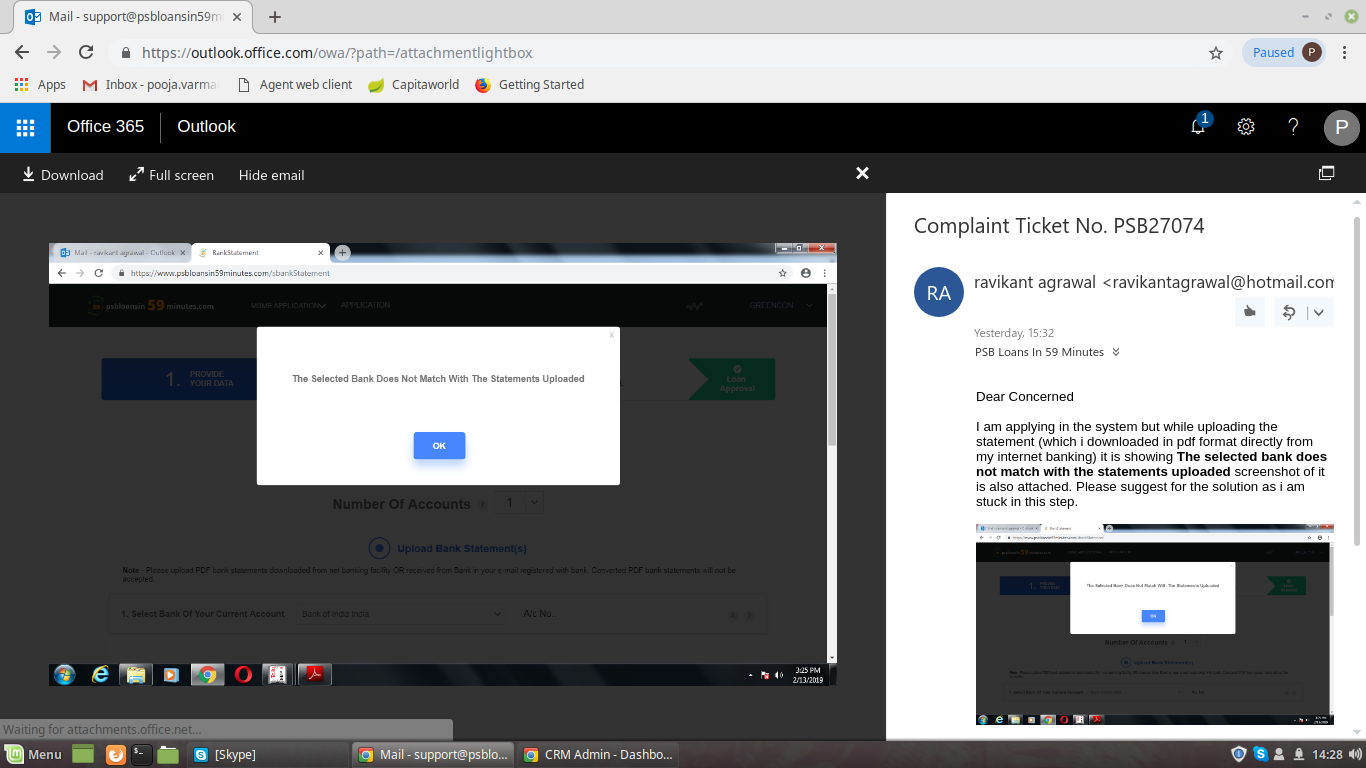 Mail - support@psbloansin59m
https://outlook.office.com/owa/?path=/attachmentlightbox
Paused P
Apps
Inbox - pooja.varma
Agent web client
Capitaworld
Getting Started
Office 365
Outlook
1
?
P
Download
Full screen
Hide email
Mail - ravikant agrawal - Outlook
BankStatement
https://www.psbloansin59minutes.com/sbankStatement
psbloansin 59 minutes.com
MSME APPLICATION
APPLICATION
GREENCON
1.
PROVIDE
YOUR DATA
Loan
Approval
x
The Selected Bank Does Not Match With The Statements Uploaded
OK
Number Of Accounts
1
Upload Bank Statement(s)
Note - Please upload PDF bank statements downloaded from net banking facility OR received from Bank in your e-mail registered with bank. Converted PDF bank statements will not be
accepted.
1. Select Bank Of Your Current Account
Bank of India India
A/c No.
3:25 PM
2/13/2019
Complaint Ticket No. PSB27074
RA
ravikant agrawal <ravikantagrawal@hotmail.com
Yesterday, 15:32
PSB Loans In 59 Minutes
Dear Concerned
I am applying in the system but while uploading the
statement (which i downloaded in pdf format directly from
my internet banking) it is showing The selected bank does
not match with the statements uploaded screenshot of it
is also attached. Please suggest for the solution as i am
stuck in this step.
The Selected Bank Does Not Match With The Statements Uploaded
OK
Number Of Accounts
Upload Bank Statement(s)
Waiting for attachments.office.net...
Menu
[Skype]
Mail - support@psblo...
CRM Admin - Dashbo...
14:28